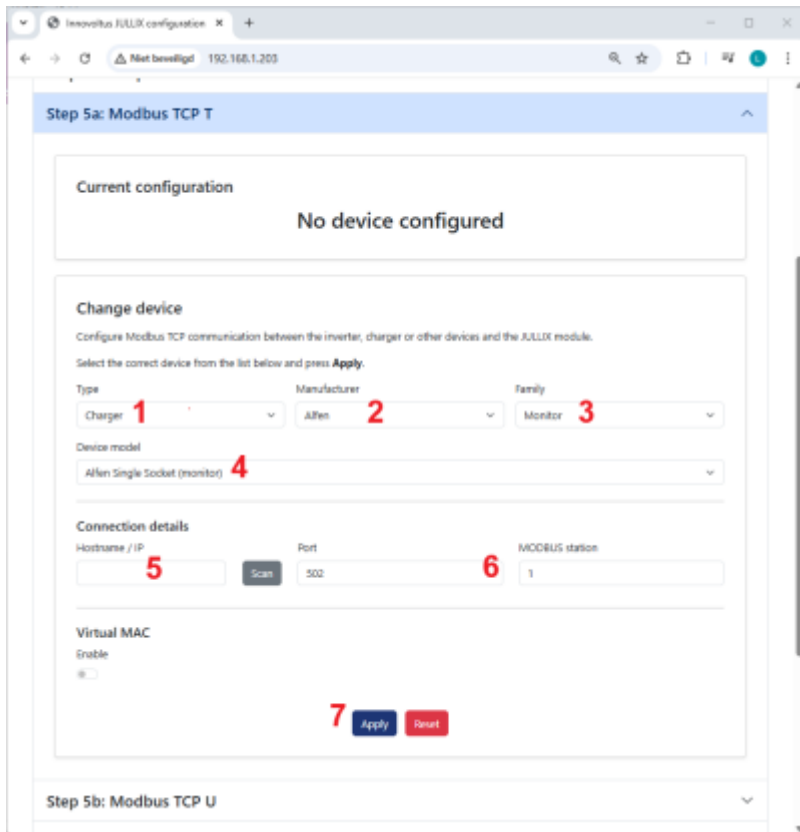 Innovoltus JULLIX configuration
Niet beveiligd 192.168.1.203
L
Step 5a: Modbus TCP T
Current configuration
No device configured
Change device
Configure Modbus TCP communication between the inverter, charger or other devices and the JULLIX module.
Select the correct device from the list below and press Apply.
Type Manufacturer Family
Charger 1 Alfen 2 Monitor 3
Device model
Alfen Single Socket (monitor) 4
Connection details
Hostname / IP Port MODBUS station
5 Scan 502 6 1
Virtual MAC
Enable
7 Apply Reset
Step 5b: Modbus TCP U